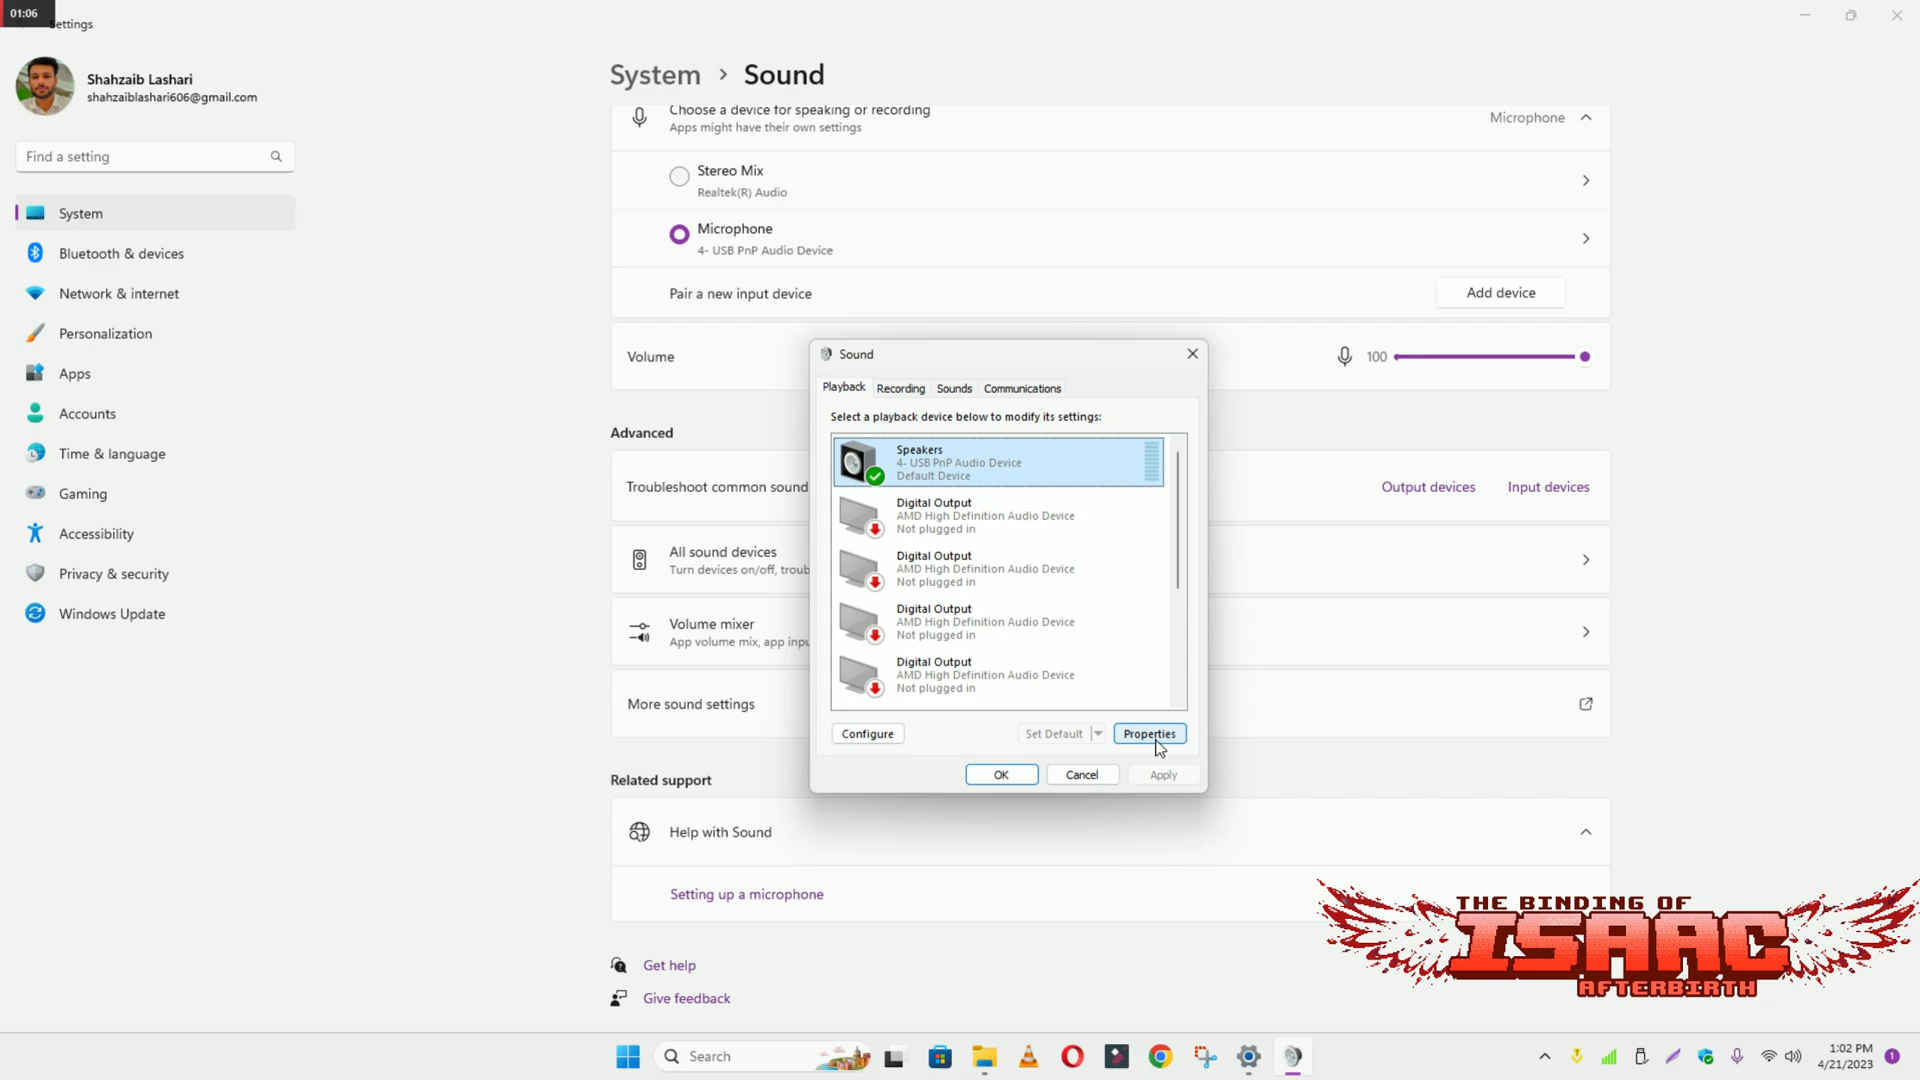 01:06
Settings
Shahzaib Lashari
shahzaiblashari606@gmail.com
Find a setting
System
Bluetooth & devices
Network & internet
Personalization
Apps
Accounts
Time & language
Gaming
Accessibility
Privacy & security
Windows Update
System › Sound
Choose a device for speaking or recording
Apps might have their own settings
Microphone
Stereo Mix
Realtek(R) Audio
Microphone
4- USB PnP Audio Device
Pair a new input device
Add device
Volume
100
Advanced
Troubleshoot common sound
Output devices
Input devices
All sound devices
Turn devices on/off, troub
Volume mixer
App volume mix, app inpu
More sound settings
Related support
Help with Sound
Setting up a microphone
Get help
Give feedback
Sound
Playback
Recording
Sounds
Communications
Select a playback device below to modify its settings:
Speakers
4- USB PnP Audio Device
Default Device
Digital Output
AMD High Definition Audio Device
Not plugged in
Digital Output
AMD High Definition Audio Device
Not plugged in
Digital Output
AMD High Definition Audio Device
Not plugged in
Digital Output
AMD High Definition Audio Device
Not plugged in
Configure
Set Default
Properties
OK
Cancel
Apply
THE BINDING OF
ISAAC
AFTERBIRTH
Search
1:02 PM
4/21/2023
1